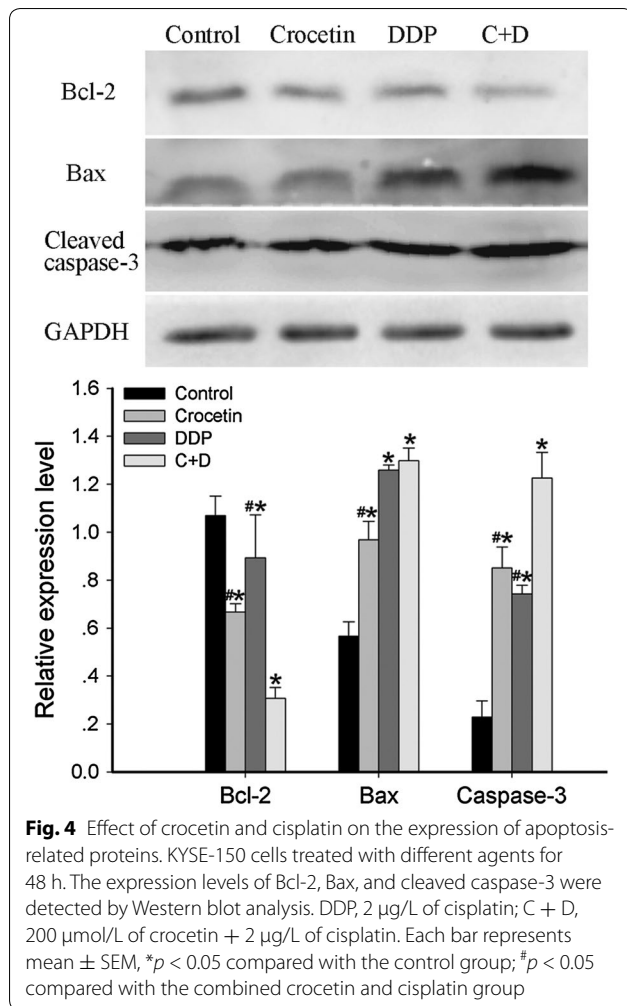 Control Crocetin DDP C+D
Bcl-2
Bax
Cleaved
caspase-3
GAPDH
1.6
1.4
1.2
1.0
.8
.6
.4
.2
0.0
Relative expression level
Control
Crocetin
DDP
C+D
#* * #* * * #* #* *
Bcl-2 Bax Caspase-3
Fig. 4 Effect of crocetin and cisplatin on the expression of apoptosis-
related proteins. KYSE-150 cells treated with different agents for
48 h. The expression levels of Bcl-2, Bax, and cleaved caspase-3 were
detected by Western blot analysis. DDP, 2 μg/L of cisplatin; C + D,
200 μmol/L of crocetin + 2 μg/L of cisplatin. Each bar represents
mean ± SEM, *p < 0.05 compared with the control group; #p < 0.05
compared with the combined crocetin and cisplatin group